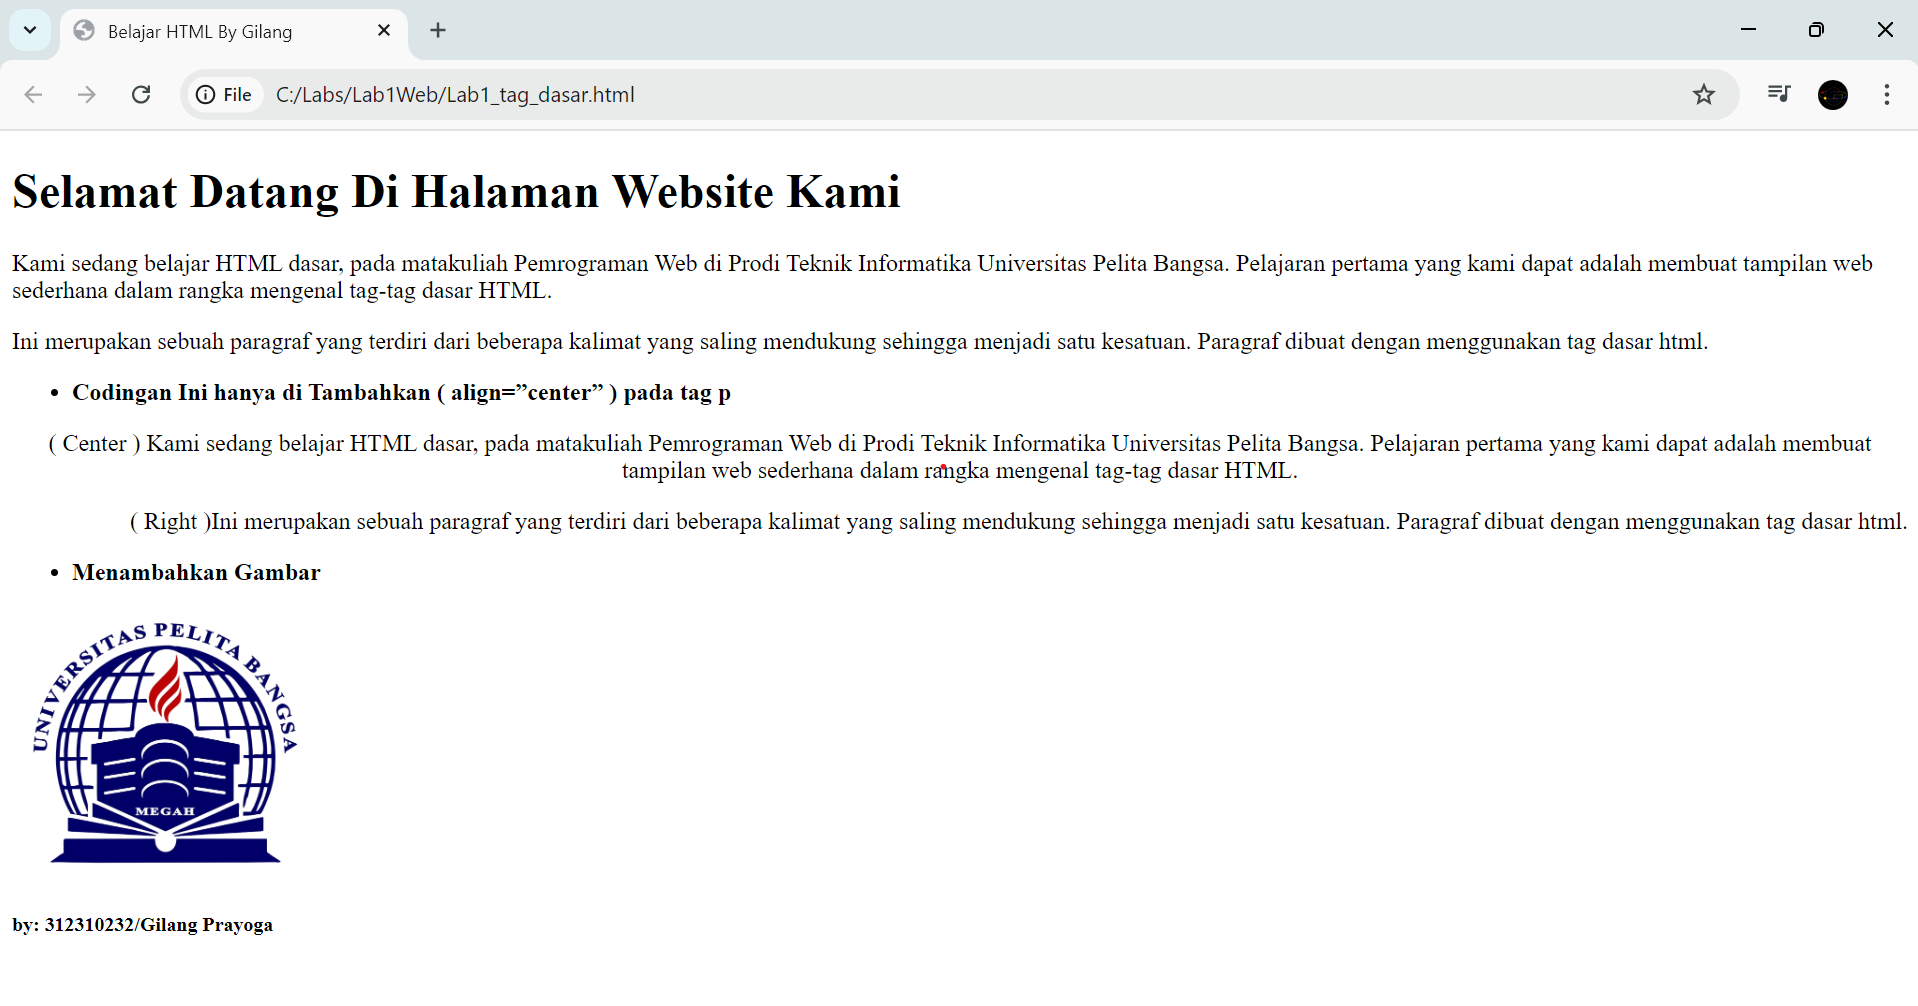 Belajar HTML By Gilang
File
C:/Labs/Lab1Web/Lab1_tag_dasar.html
Selamat Datang Di Halaman Website Kami
Kami sedang belajar HTML dasar, pada matakuliah Pemrograman Web di Prodi Teknik Informatika Universitas Pelita Bangsa. Pelajaran pertama yang kami dapat adalah membuat tampilan web
sederhana dalam rangka mengenal tag-tag dasar HTML.
Ini merupakan sebuah paragraf yang terdiri dari beberapa kalimat yang saling mendukung sehingga menjadi satu kesatuan. Paragraf dibuat dengan menggunakan tag dasar html.
• Codingan Ini hanya di Tambahkan ( align=”center” ) pada tag p
( Center ) Kami sedang belajar HTML dasar, pada matakuliah Pemrograman Web di Prodi Teknik Informatika Universitas Pelita Bangsa. Pelajaran pertama yang kami dapat adalah membuat
tampilan web sederhana dalam rangka mengenal tag-tag dasar HTML.
( Right )Ini merupakan sebuah paragraf yang terdiri dari beberapa kalimat yang saling mendukung sehingga menjadi satu kesatuan. Paragraf dibuat dengan menggunakan tag dasar html.
• Menambahkan Gambar
UNIVERSITAS PELITA BANGSA
MEGAH
by: 312310232/Gilang Prayoga